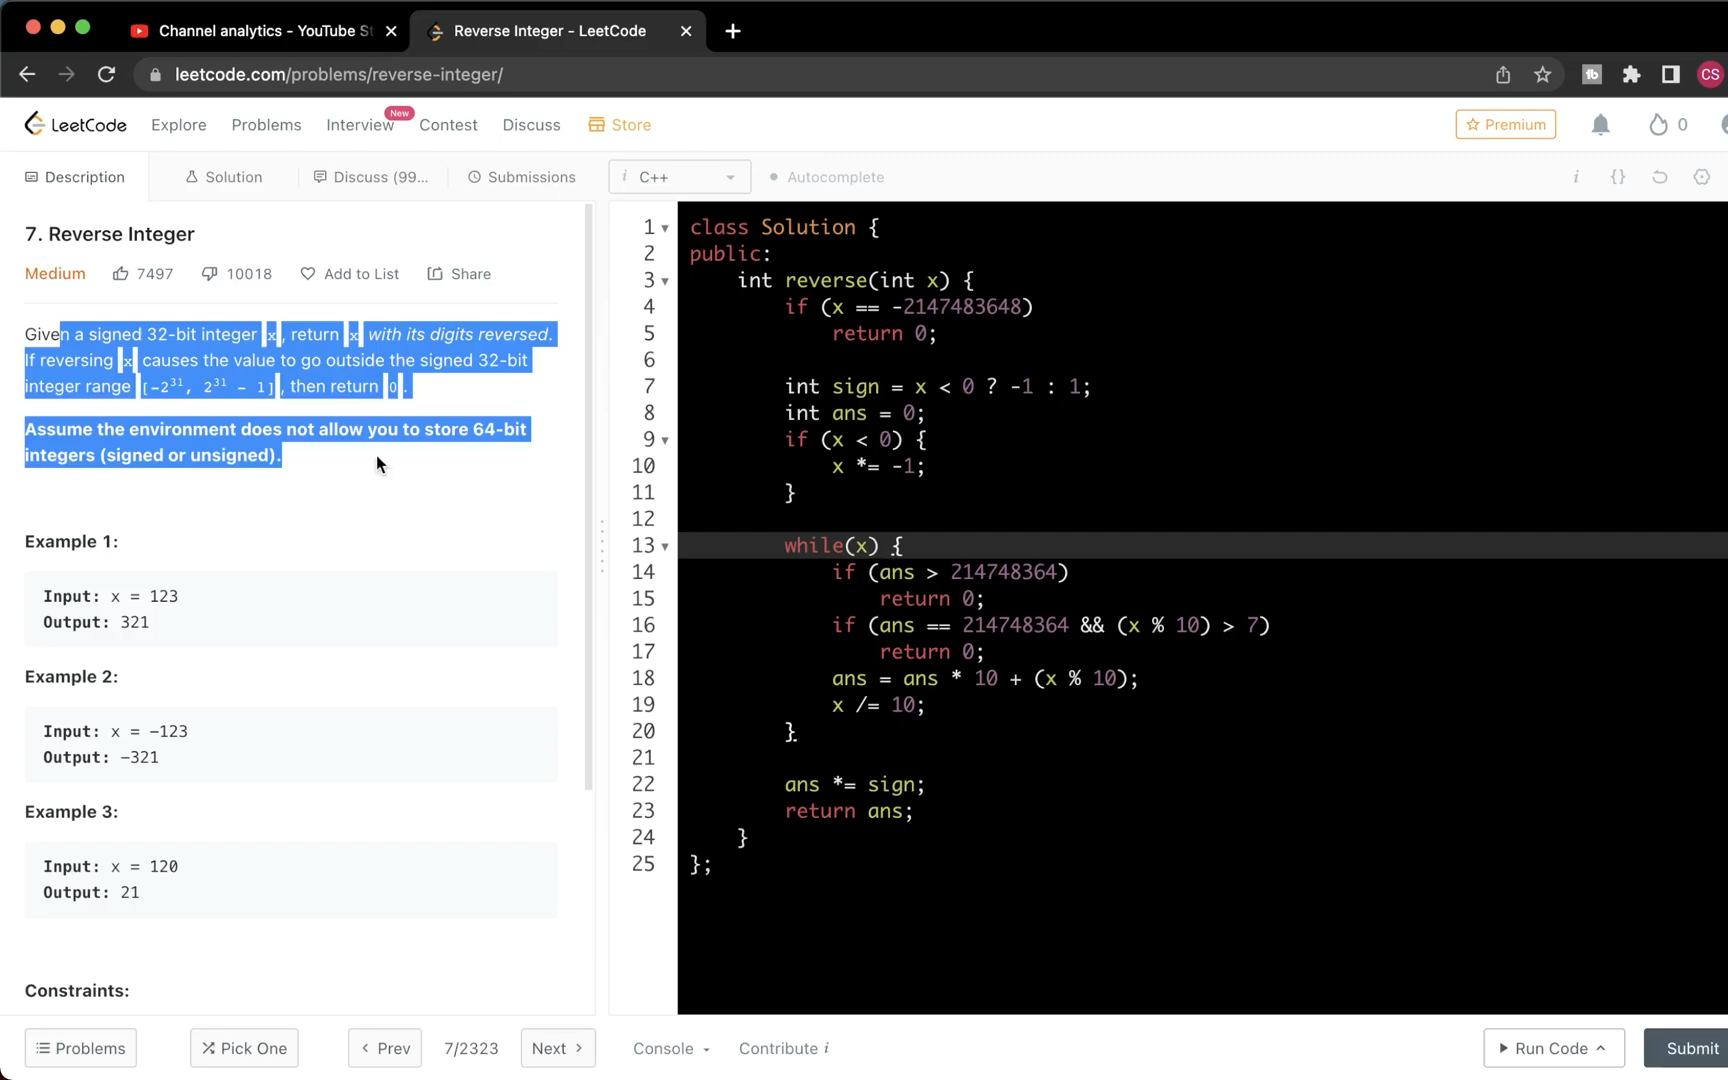 Channel analytics - YouTube St
Reverse Integer - LeetCode
leetcode.com/problems/reverse-integer/
tb
CS
LeetCode Explore Problems Interview New Contest Discuss Store
Premium 0
Description Solution Discuss (99... Submissions
i C++ Autocomplete i {}
7. Reverse Integer
Medium 7497 10018 Add to List Share
Given a signed 32-bit integer x, return x with its digits reversed.
If reversing x causes the value to go outside the signed 32-bit
integer range [-2³¹, 2³¹ - 1], then return 0.
Assume the environment does not allow you to store 64-bit
integers (signed or unsigned).
Example 1:
Input: x = 123
Output: 321
Example 2:
Input: x = -123
Output: -321
Example 3:
Input: x = 120
Output: 21
Constraints:
1 class Solution {
2 public:
3     int reverse(int x) {
4         if (x == -2147483648)
5             return 0;
6
7         int sign = x < 0 ? -1 : 1;
8         int ans = 0;
9         if (x < 0) {
10             x *= -1;
11         }
12
13         while(x) {
14             if (ans > 214748364)
15                 return 0;
16             if (ans == 214748364 && (x % 10) > 7)
17                 return 0;
18             ans = ans * 10 + (x % 10);
19             x /= 10;
20         }
21
22         ans *= sign;
23         return ans;
24     }
25 };
Problems Pick One < Prev 7/2323 Next > Console Contribute i Run Code Submit